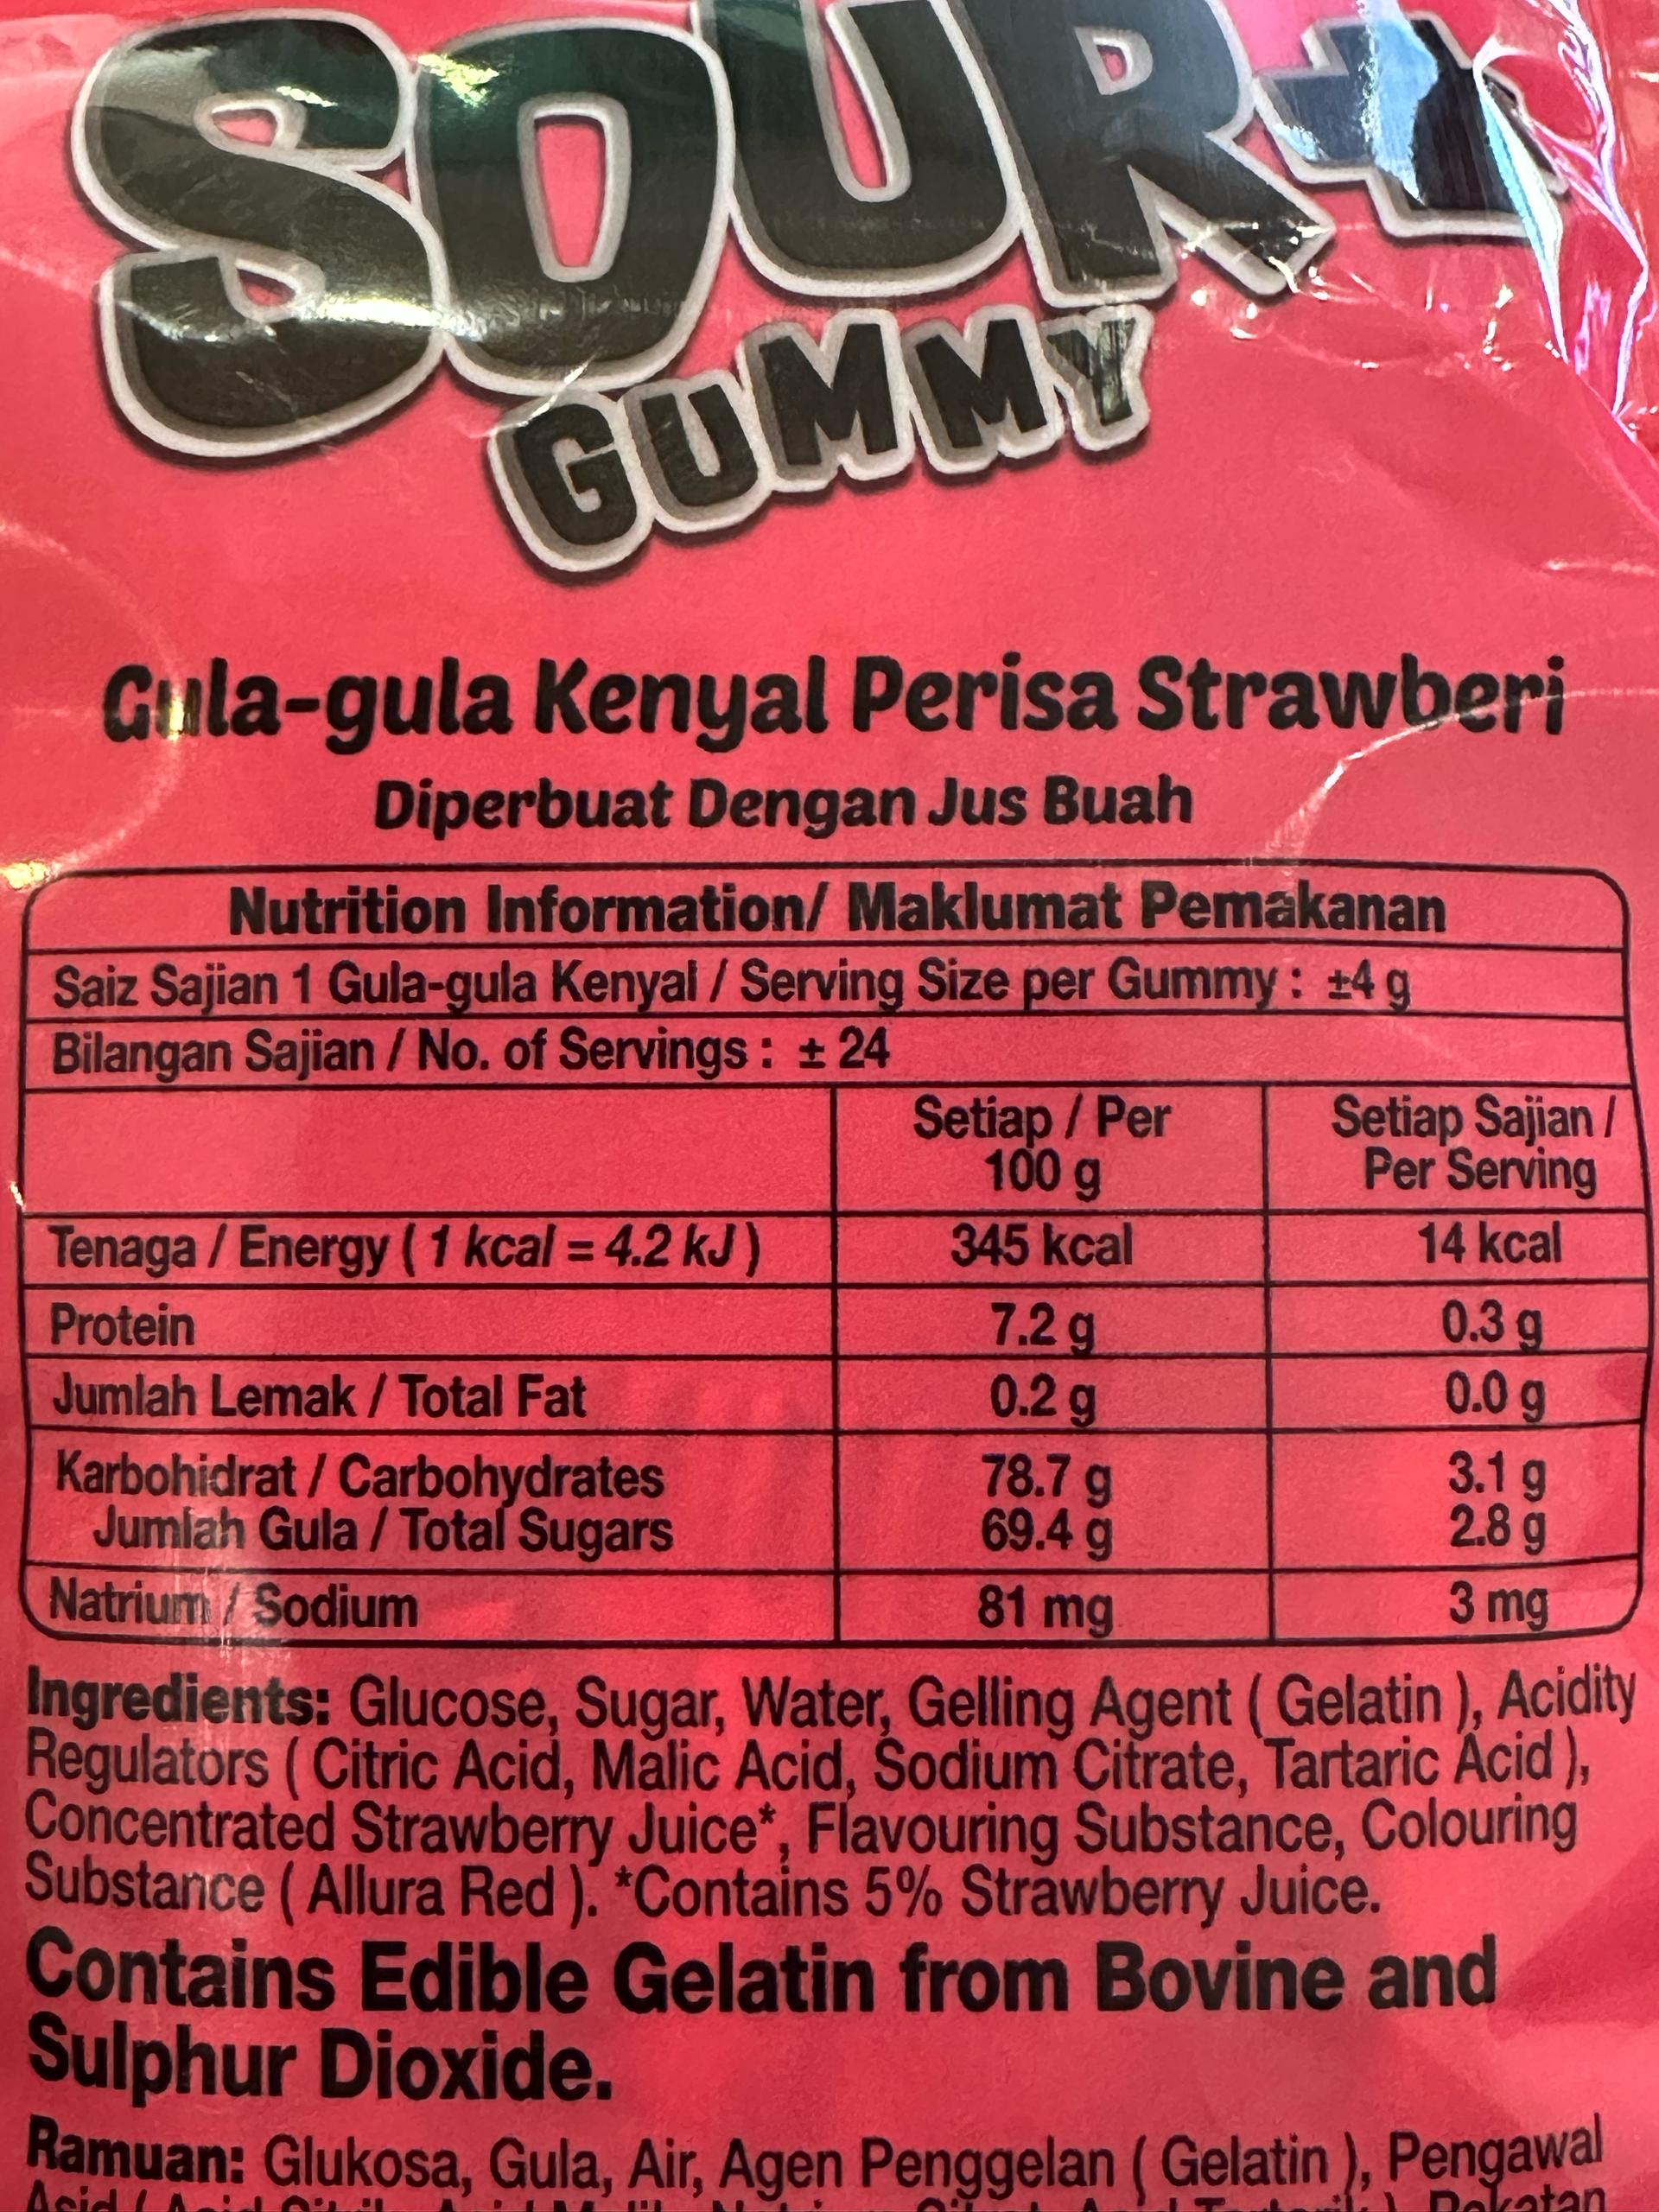 SOUR+
GUMMY
Gula-gula Kenyal Perisa Strawberi
Diperbuat Dengan Jus Buah
Nutrition Information/ Maklumat Pemakanan
Saiz Sajian 1 Gula-gula Kenyal / Serving Size per Gummy : ±4 g
Bilangan Sajian / No. of Servings : ± 24
Setiap / Per 100 g Setiap Sajian / Per Serving
Tenaga / Energy ( 1 kcal = 4.2 kJ ) 345 kcal 14 kcal
Protein 7.2 g 0.3 g
Jumlah Lemak / Total Fat 0.2 g 0.0 g
Karbohidrat / Carbohydrates 78.7 g 3.1 g
Jumlah Gula / Total Sugars 69.4 g 2.8 g
Natrium / Sodium 81 mg 3 mg
Ingredients: Glucose, Sugar, Water, Gelling Agent ( Gelatin ), Acidity
Regulators ( Citric Acid, Malic Acid, Sodium Citrate, Tartaric Acid ),
Concentrated Strawberry Juice*, Flavouring Substance, Colouring
Substance ( Allura Red ). *Contains 5% Strawberry Juice.
Contains Edible Gelatin from Bovine and
Sulphur Dioxide.
Ramuan: Glukosa, Gula, Air, Agen Penggelan ( Gelatin ), Pengawal